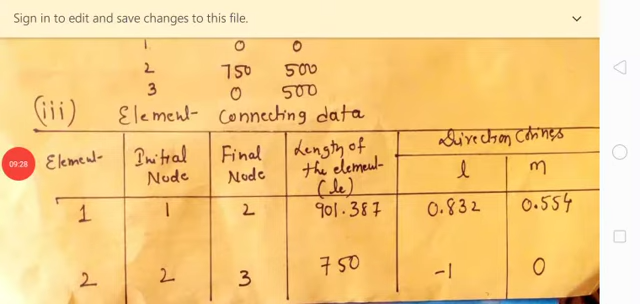 Sign in to edit and save changes to this file.
1. 0 0
2 750 500
3 0 500
(iii) Element- Connecting data
Element- Initial Node Final Node Length of the element- (le) Direction Cosines l m
1 1 2 901.387 0.832 0.554
2 2 3 750 -1 0
09:28